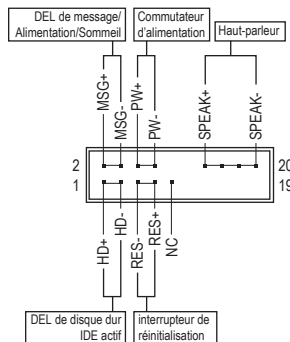 DEL de message/
Alimentation/Sommeil
Commutateur
d'alimentation
Haut-parleur
MSG+
MSG-
PW+
PW-
SPEAK+
SPEAK-
2
20
1
19
HD+
HD-
RES-
RES+
NC
DEL de disque dur
IDE actif
interrupteur de
réinitialisation